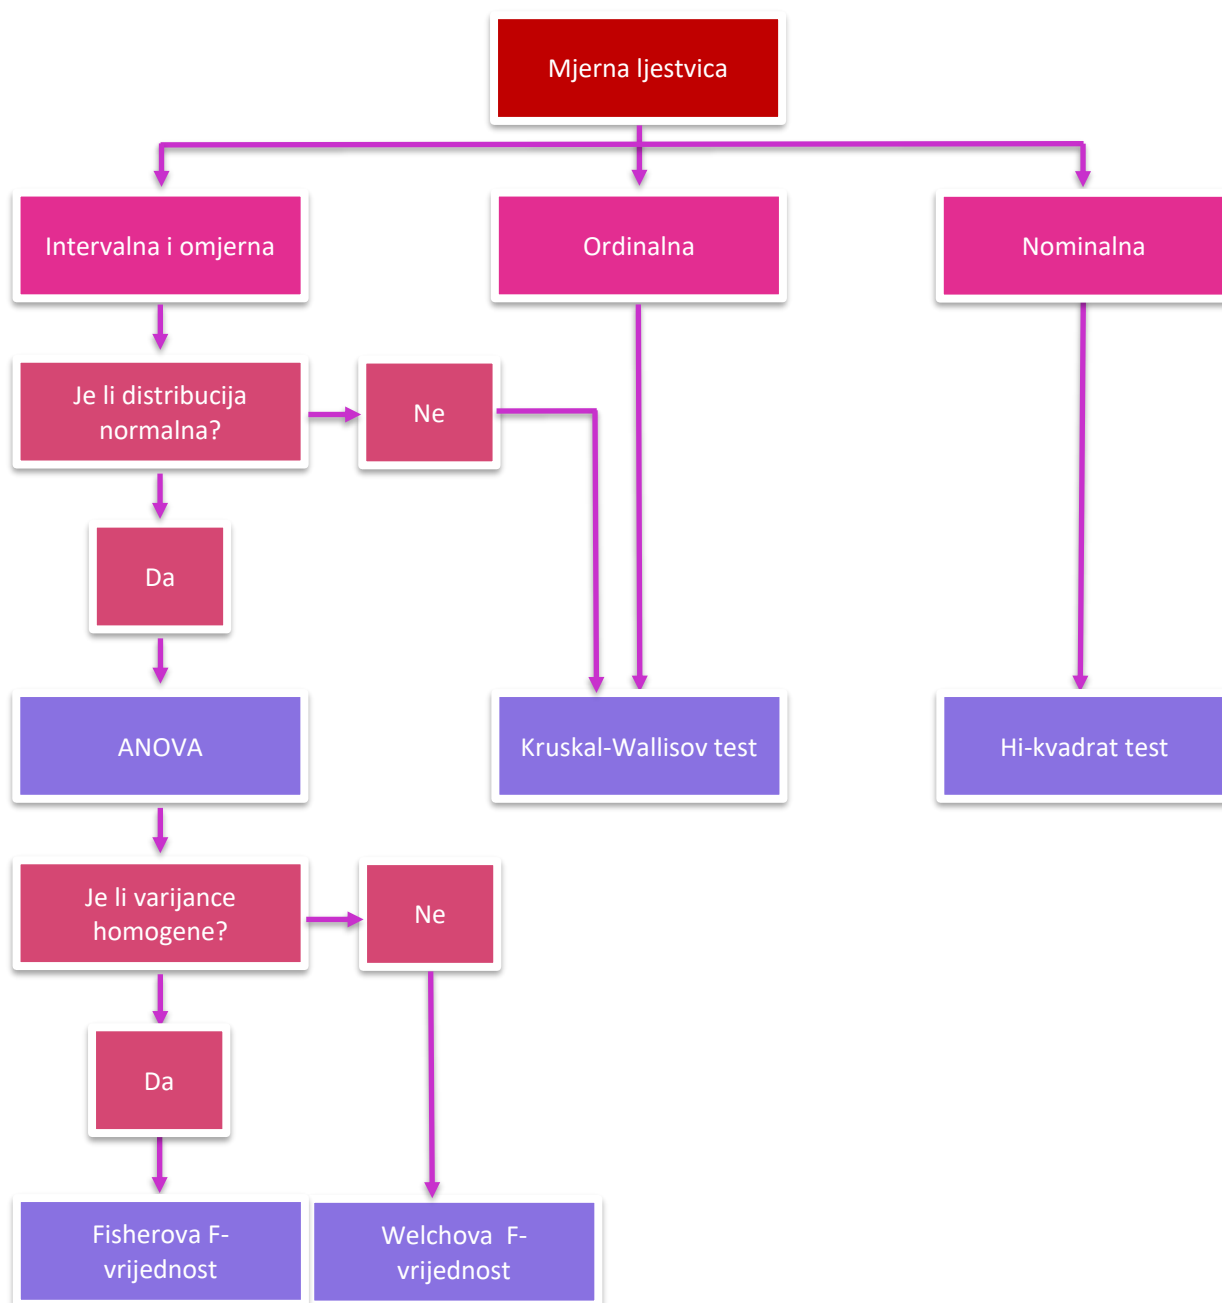 Mjerna ljestvica
Intervalna i omjerna
Ordinalna
Nominalna
Je li distribucija
normalna?
Ne
Da
ANOVA
Kruskal-Wallisov test
Hi-kvadrat test
Je li varijance
homogene?
Ne
Da
Fisherova F-
vrijednost
Welchova  F-
vrijednost